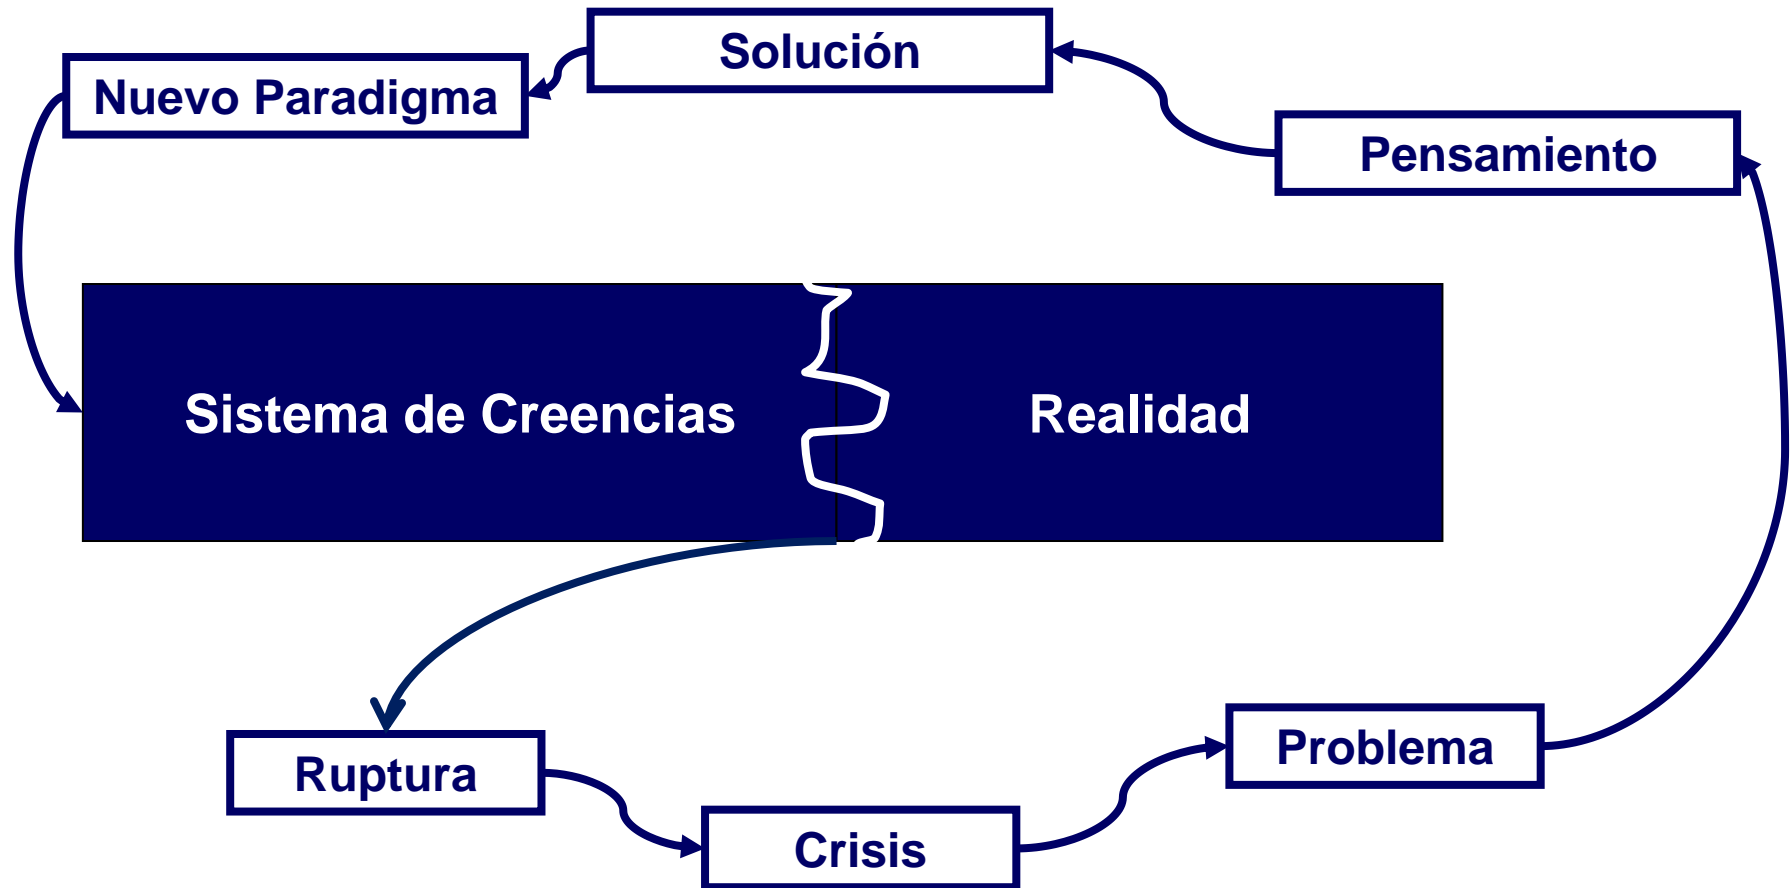 Solución
Nuevo Paradigma
Pensamiento
Sistema de Creencias
Realidad
Ruptura
Problema
Crisis